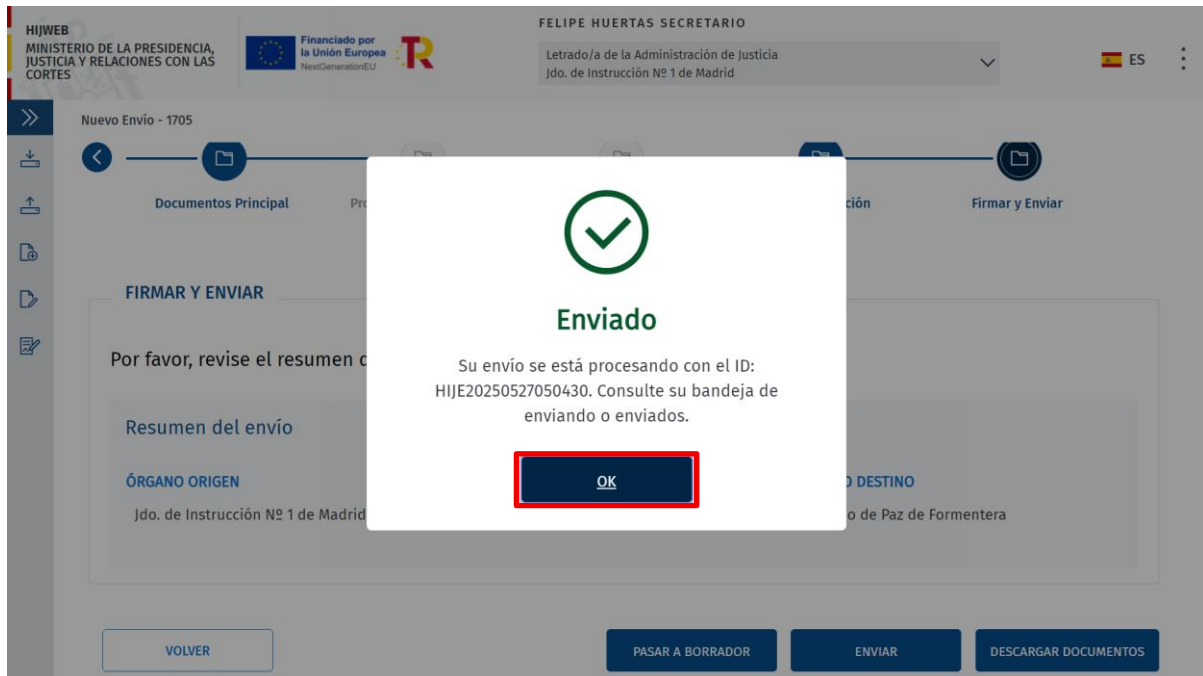 HIJWEB
MINISTERIO DE LA PRESIDENCIA,
JUSTICIA Y RELACIONES CON LAS
CORTES
Financiado por
la Unión Europea
NextGenerationEU
R
FELIPE HUERTAS SECRETARIO
Letrado/a de la Administración de Justicia
Jdo. de Instrucción Nº 1 de Madrid
ES
Nuevo Envío - 1705
Documentos Principal
Pr
ción
Firmar y Enviar
FIRMAR Y ENVIAR
Por favor, revise el resumen d
Enviado
Su envío se está procesando con el ID:
HIJE20250527050430. Consulte su bandeja de
enviando o enviados.
OK
Resumen del envío
ÓRGANO ORIGEN
Jdo. de Instrucción Nº 1 de Madrid
DESTINO
o de Paz de Formentera
VOLVER
PASAR A BORRADOR
ENVIAR
DESCARGAR DOCUMENTOS